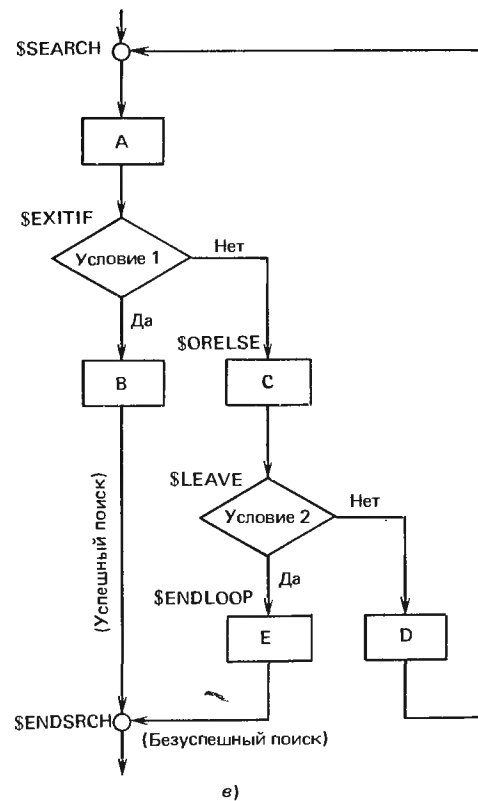 $SEARCH
A
$EXITIF
Условие 1
Нет
Да
$ORELSE
B
C
$LEAVE
Условие 2
Нет
Да
(Успешный поиск)
$ENDLOOP
E
D
$ENDSRCH
(Безуспешный поиск)
в)